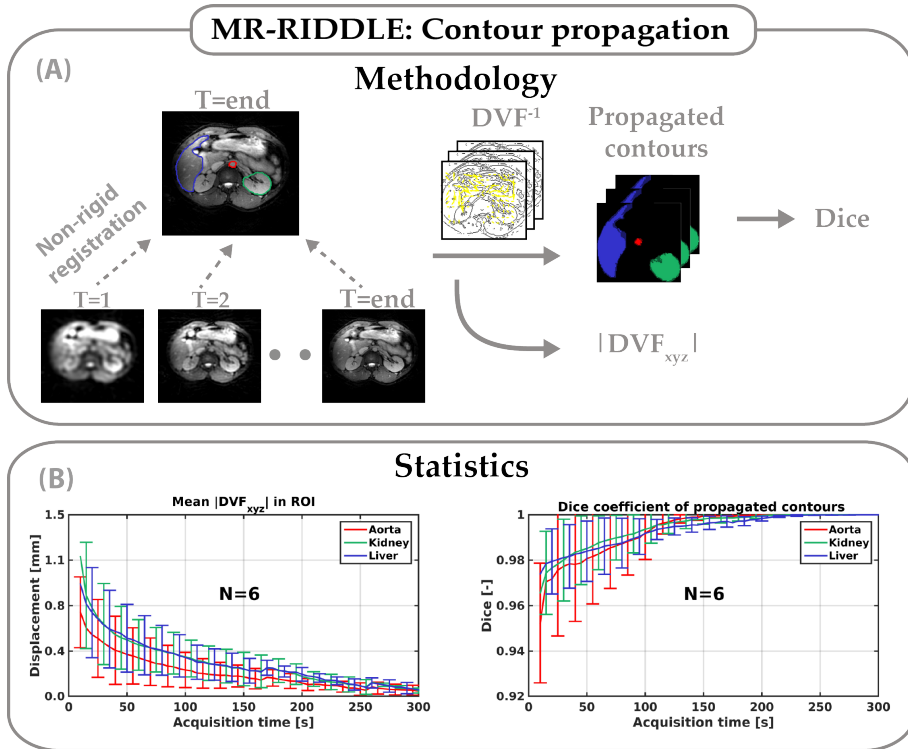 MR-RIDDLE: Contour propagation
(A)
Methodology
T=end
DVF-1
Propagated
contours
Non-rigid
registration
Dice
T=1
T=2
T=end
|DVFxyz|
(B)
Statistics
Mean |DVFxyz| in ROI
1.5
1.1
0.8
0.4
0.0
Displacement [mm]
Aorta
Kidney
Liver
N=6
0
50
100
150
200
250
300
Acquisition time [s]
Dice coefficient of propagated contours
1
0.98
0.96
0.94
0.92
Dice [-]
Aorta
Kidney
Liver
N=6
0
50
100
150
200
250
300
Acquisition time [s]